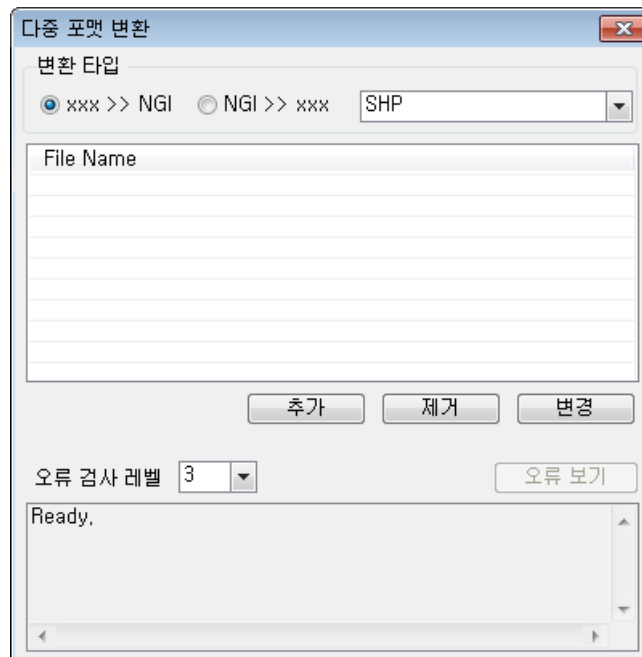 다중 포맷 변환
변환 타입
xxx >> NGI NGI >> xxx SHP
File Name
추가 제거 변경
오류 검사 레벨 3 오류 보기
Ready,